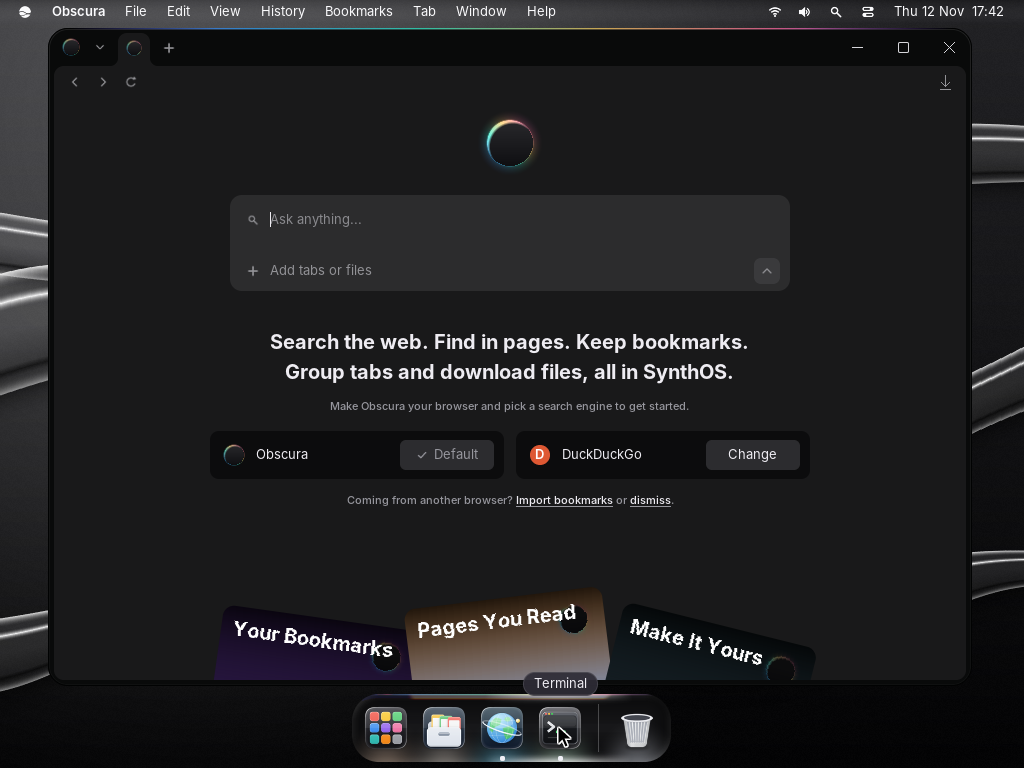 Obscura File Edit View History Bookmarks Tab Window Help Thu 12 Nov 17:42
Ask anything...
Add tabs or files
Search the web. Find in pages. Keep bookmarks.
Group tabs and download files, all in SynthOS.
Make Obscura your browser and pick a search engine to get started.
Obscura Default D DuckDuckGo Change
Coming from another browser? Import bookmarks or dismiss.
Your Bookmarks
Pages You Read
Make It Yours
Terminal